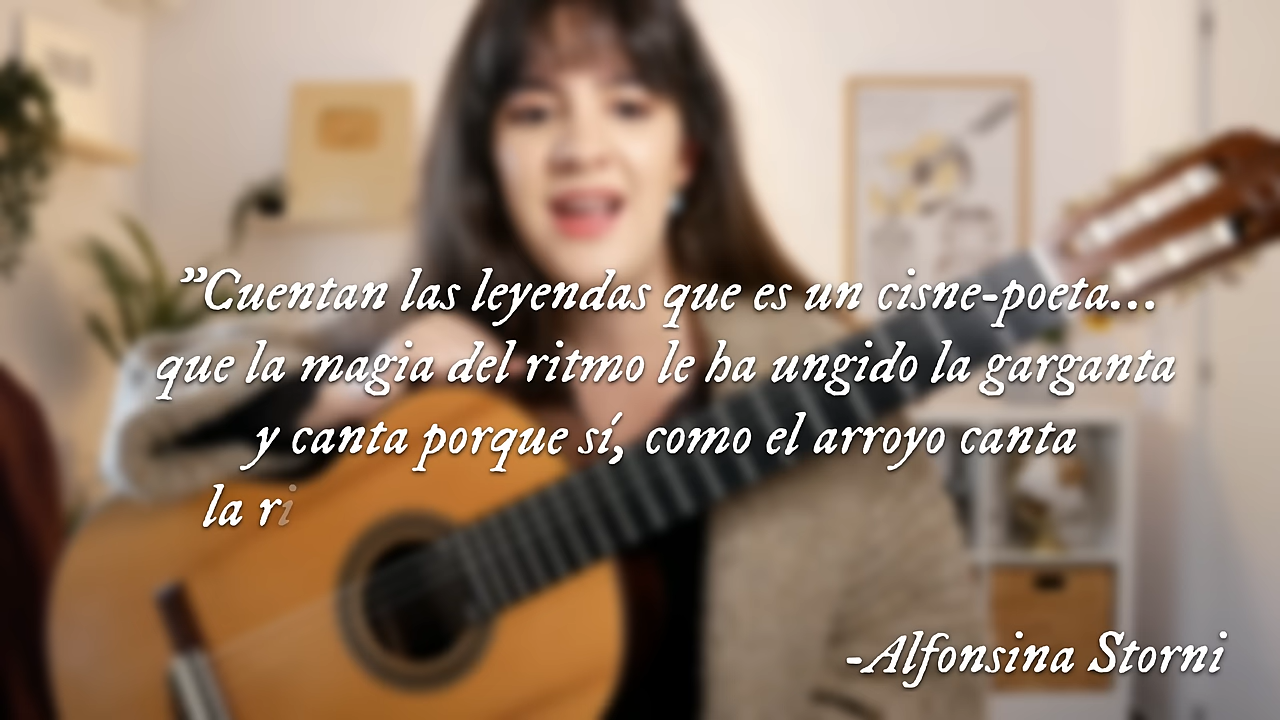 ”Cuentan las leyendas que es un cisne-poeta...
que la magia del ritmo le ha ungido la garganta
y canta porque sí, como el arroyo canta
la ri
-Alfonsina Storni